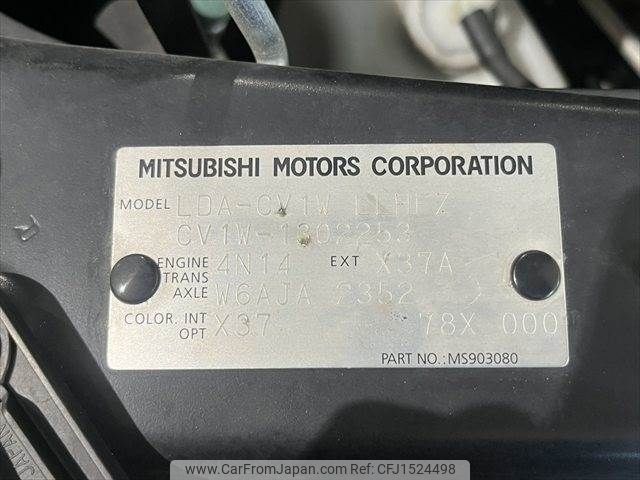 MITSUBISHI MOTORS CORPORATION
MODEL LDA-CV1W
CV1W-1302253
ENGINE 4N14 EXT X37A
TRANS AXLE W6AJA 2352
COLOR. INT OPT X37 78X 000
PART NO.: MS903080
JAPAN
www.CarFromJapan.com - CFJ1524498